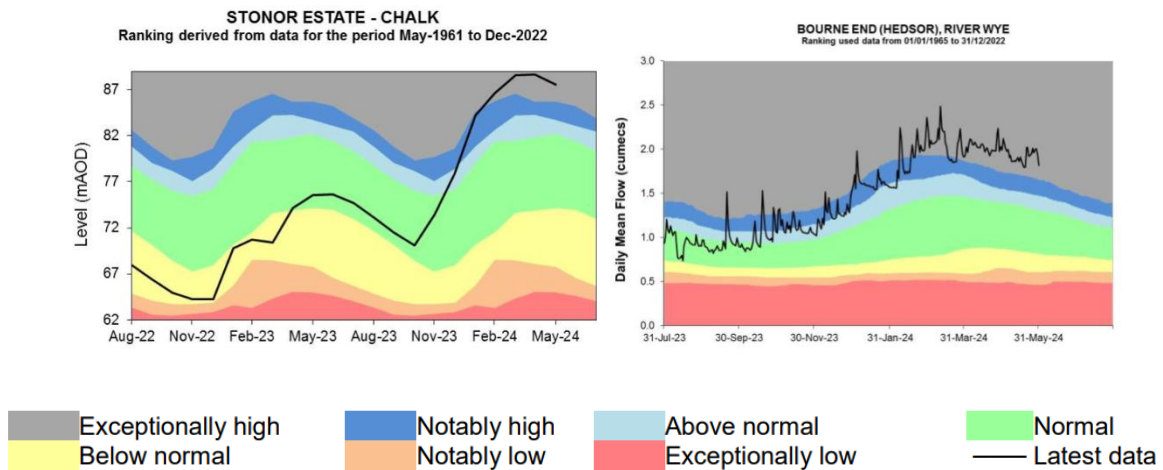 STONOR ESTATE - CHALK
Ranking derived from data for the period May-1961 to Dec-2022
Level (mAOD)
87
82
77
72
67
62
Aug-22 Nov-22 Feb-23 May-23 Aug-23 Nov-23 Feb-24 May-24
BOURNE END (HEDSOR), RIVER WYE
Ranking used data from 01/01/1965 to 31/12/2022
Daily Mean Flow (cumecs)
3.0
2.5
2.0
1.5
1.0
0.5
0.0
31-Jul-23 30-Sep-23 30-Nov-23 31-Jan-24 31-Mar-24 31-May-24
Exceptionally high Notably high Above normal Normal
Below normal Notably low Exceptionally low Latest data